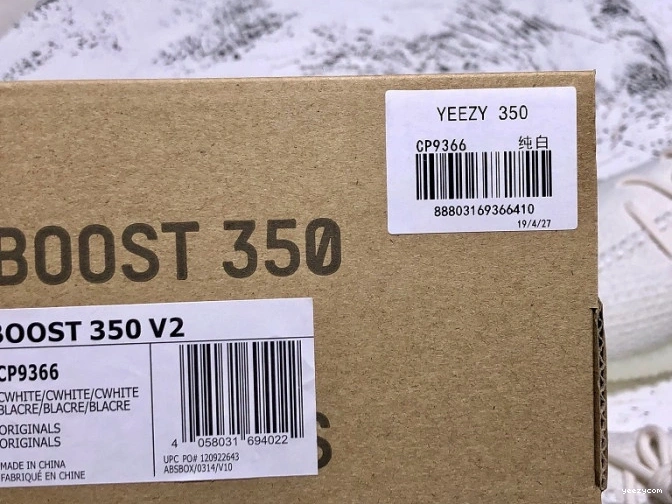 YEEZY 350
CP9366 纯白
88803169366410
19/4/27
BOOST 350
BOOST 350 V2
CP9366
CWHITE/CWHITE/CWHITE
BLACRE/BLACRE/BLACRE
ORIGINALS
ORIGINALS
MADE IN CHINA
FABRIQUÉ EN CHINE
4 058031 694022
UPC PO# 120922643
ABSBOX/0314/V10
S
yeezycom